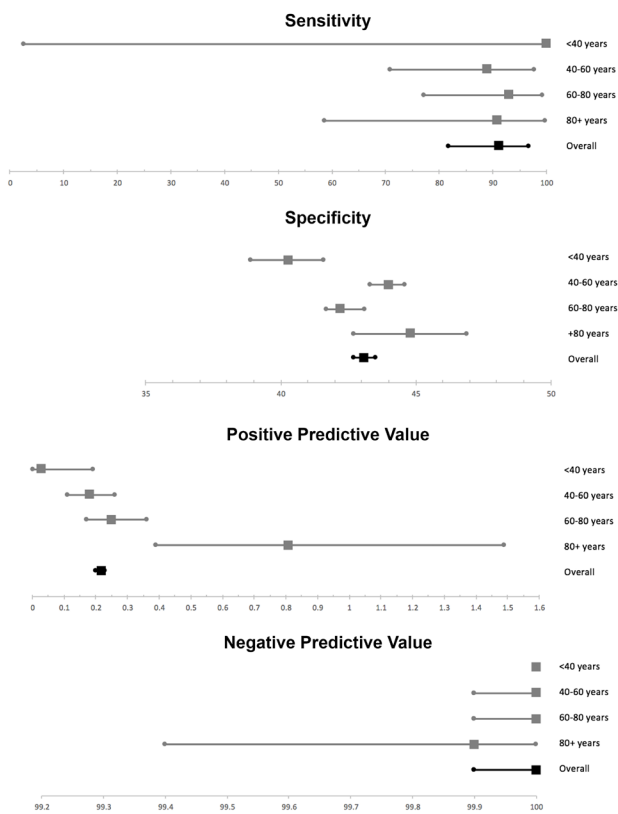 Sensitivity
<40 years
40-60 years
60-80 years
80+ years
Overall
0 10 20 30 40 50 60 70 80 90 100
Specificity
<40 years
40-60 years
60-80 years
+80 years
Overall
35 40 45 50
Positive Predictive Value
<40 years
40-60 years
60-80 years
80+ years
Overall
0 0.1 0.2 0.3 0.4 0.5 0.6 0.7 0.8 0.9 1 1.1 1.2 1.3 1.4 1.5 1.6
Negative Predictive Value
<40 years
40-60 years
60-80 years
80+ years
Overall
99.2 99.3 99.4 99.5 99.6 99.7 99.8 99.9 100